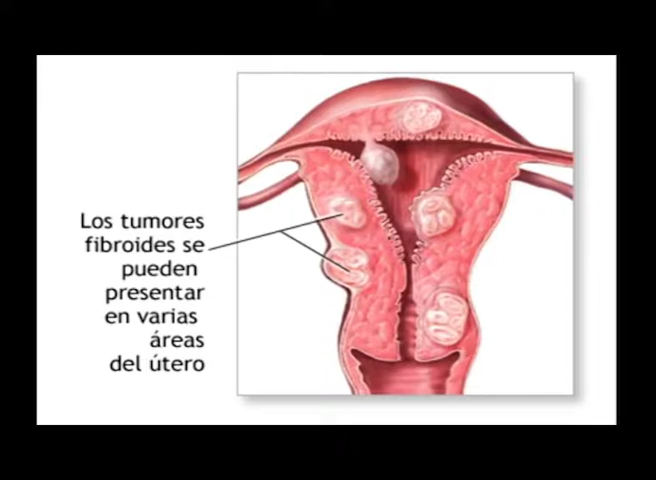 Los tumores
fibroides se
pueden
presentar
en varias
áreas
del útero